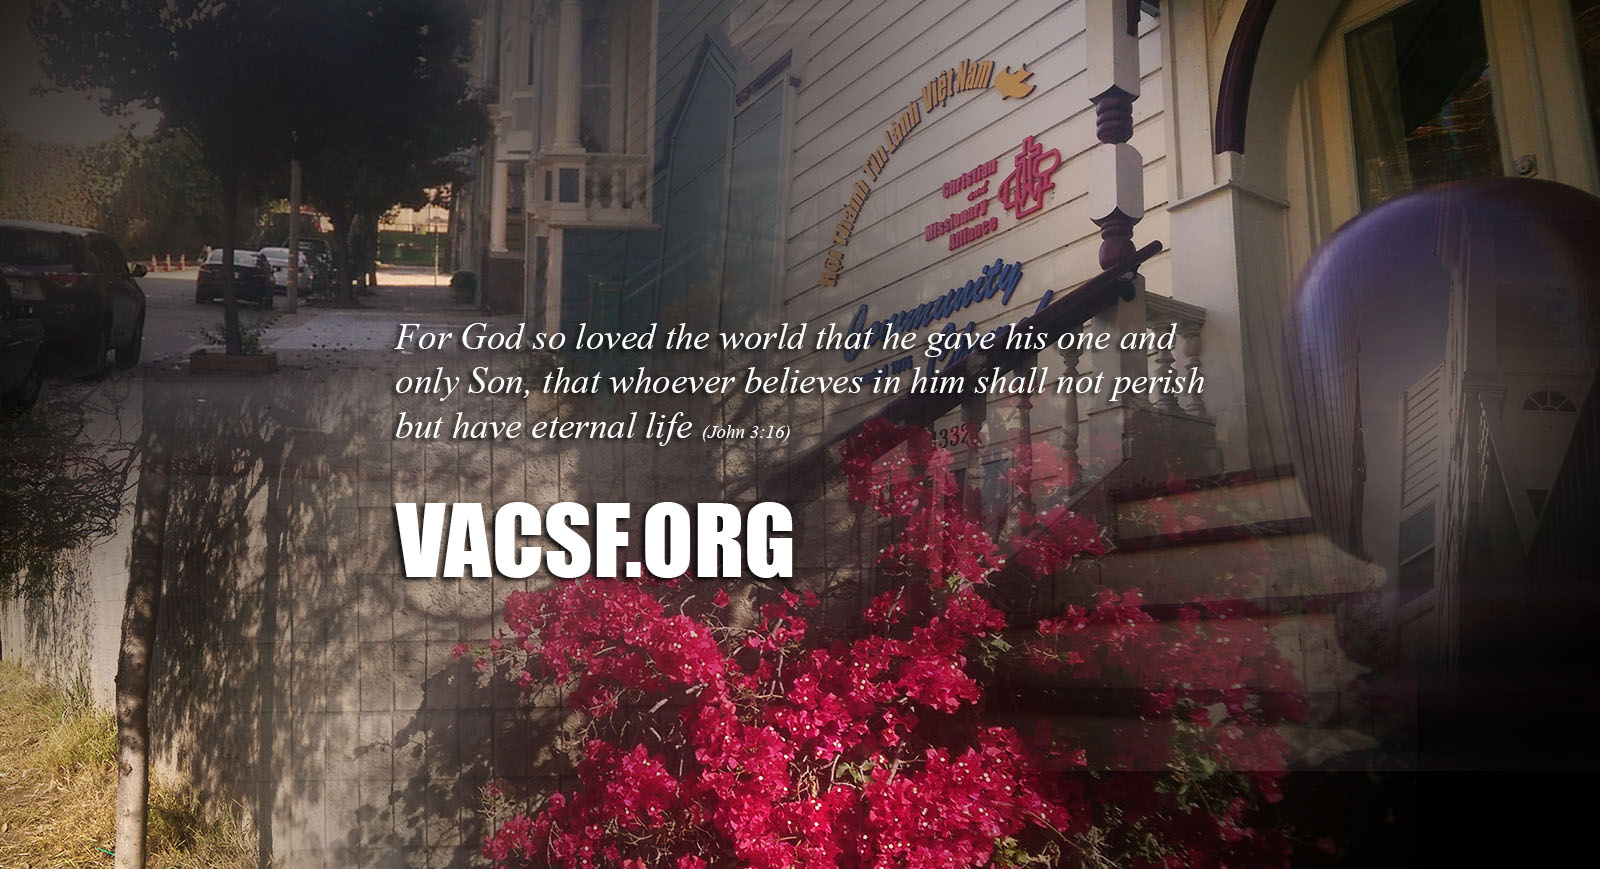 Hội Thánh Tin Lành Việt Nam
Christian
and
Missionary
Alliance
Community
For God so loved the world that he gave his one and
only Son, that whoever believes in him shall not perish
but have eternal life (John 3:16)
VACSF.ORG